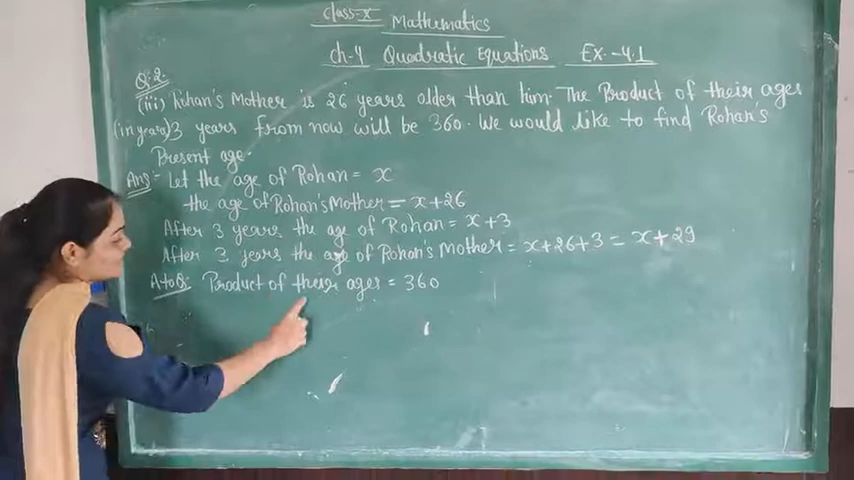 Class-X Mathematics
Ch-4 Quadratic Equations Ex.-4.1
Q.2.
(iii) Rohan's Mother is 26 years older than him. The Product of their ages
(in years) 3 years from now will be 360. We would like to find Rohan's
Present age.
Ans:- Let the age of Rohan = x
the age of Rohan's Mother = x+26
After 3 years the age of Rohan = x+3
After 3 years the age of Rohan's Mother = x+26+3 = x+29
AtoQ: Product of their ages = 360